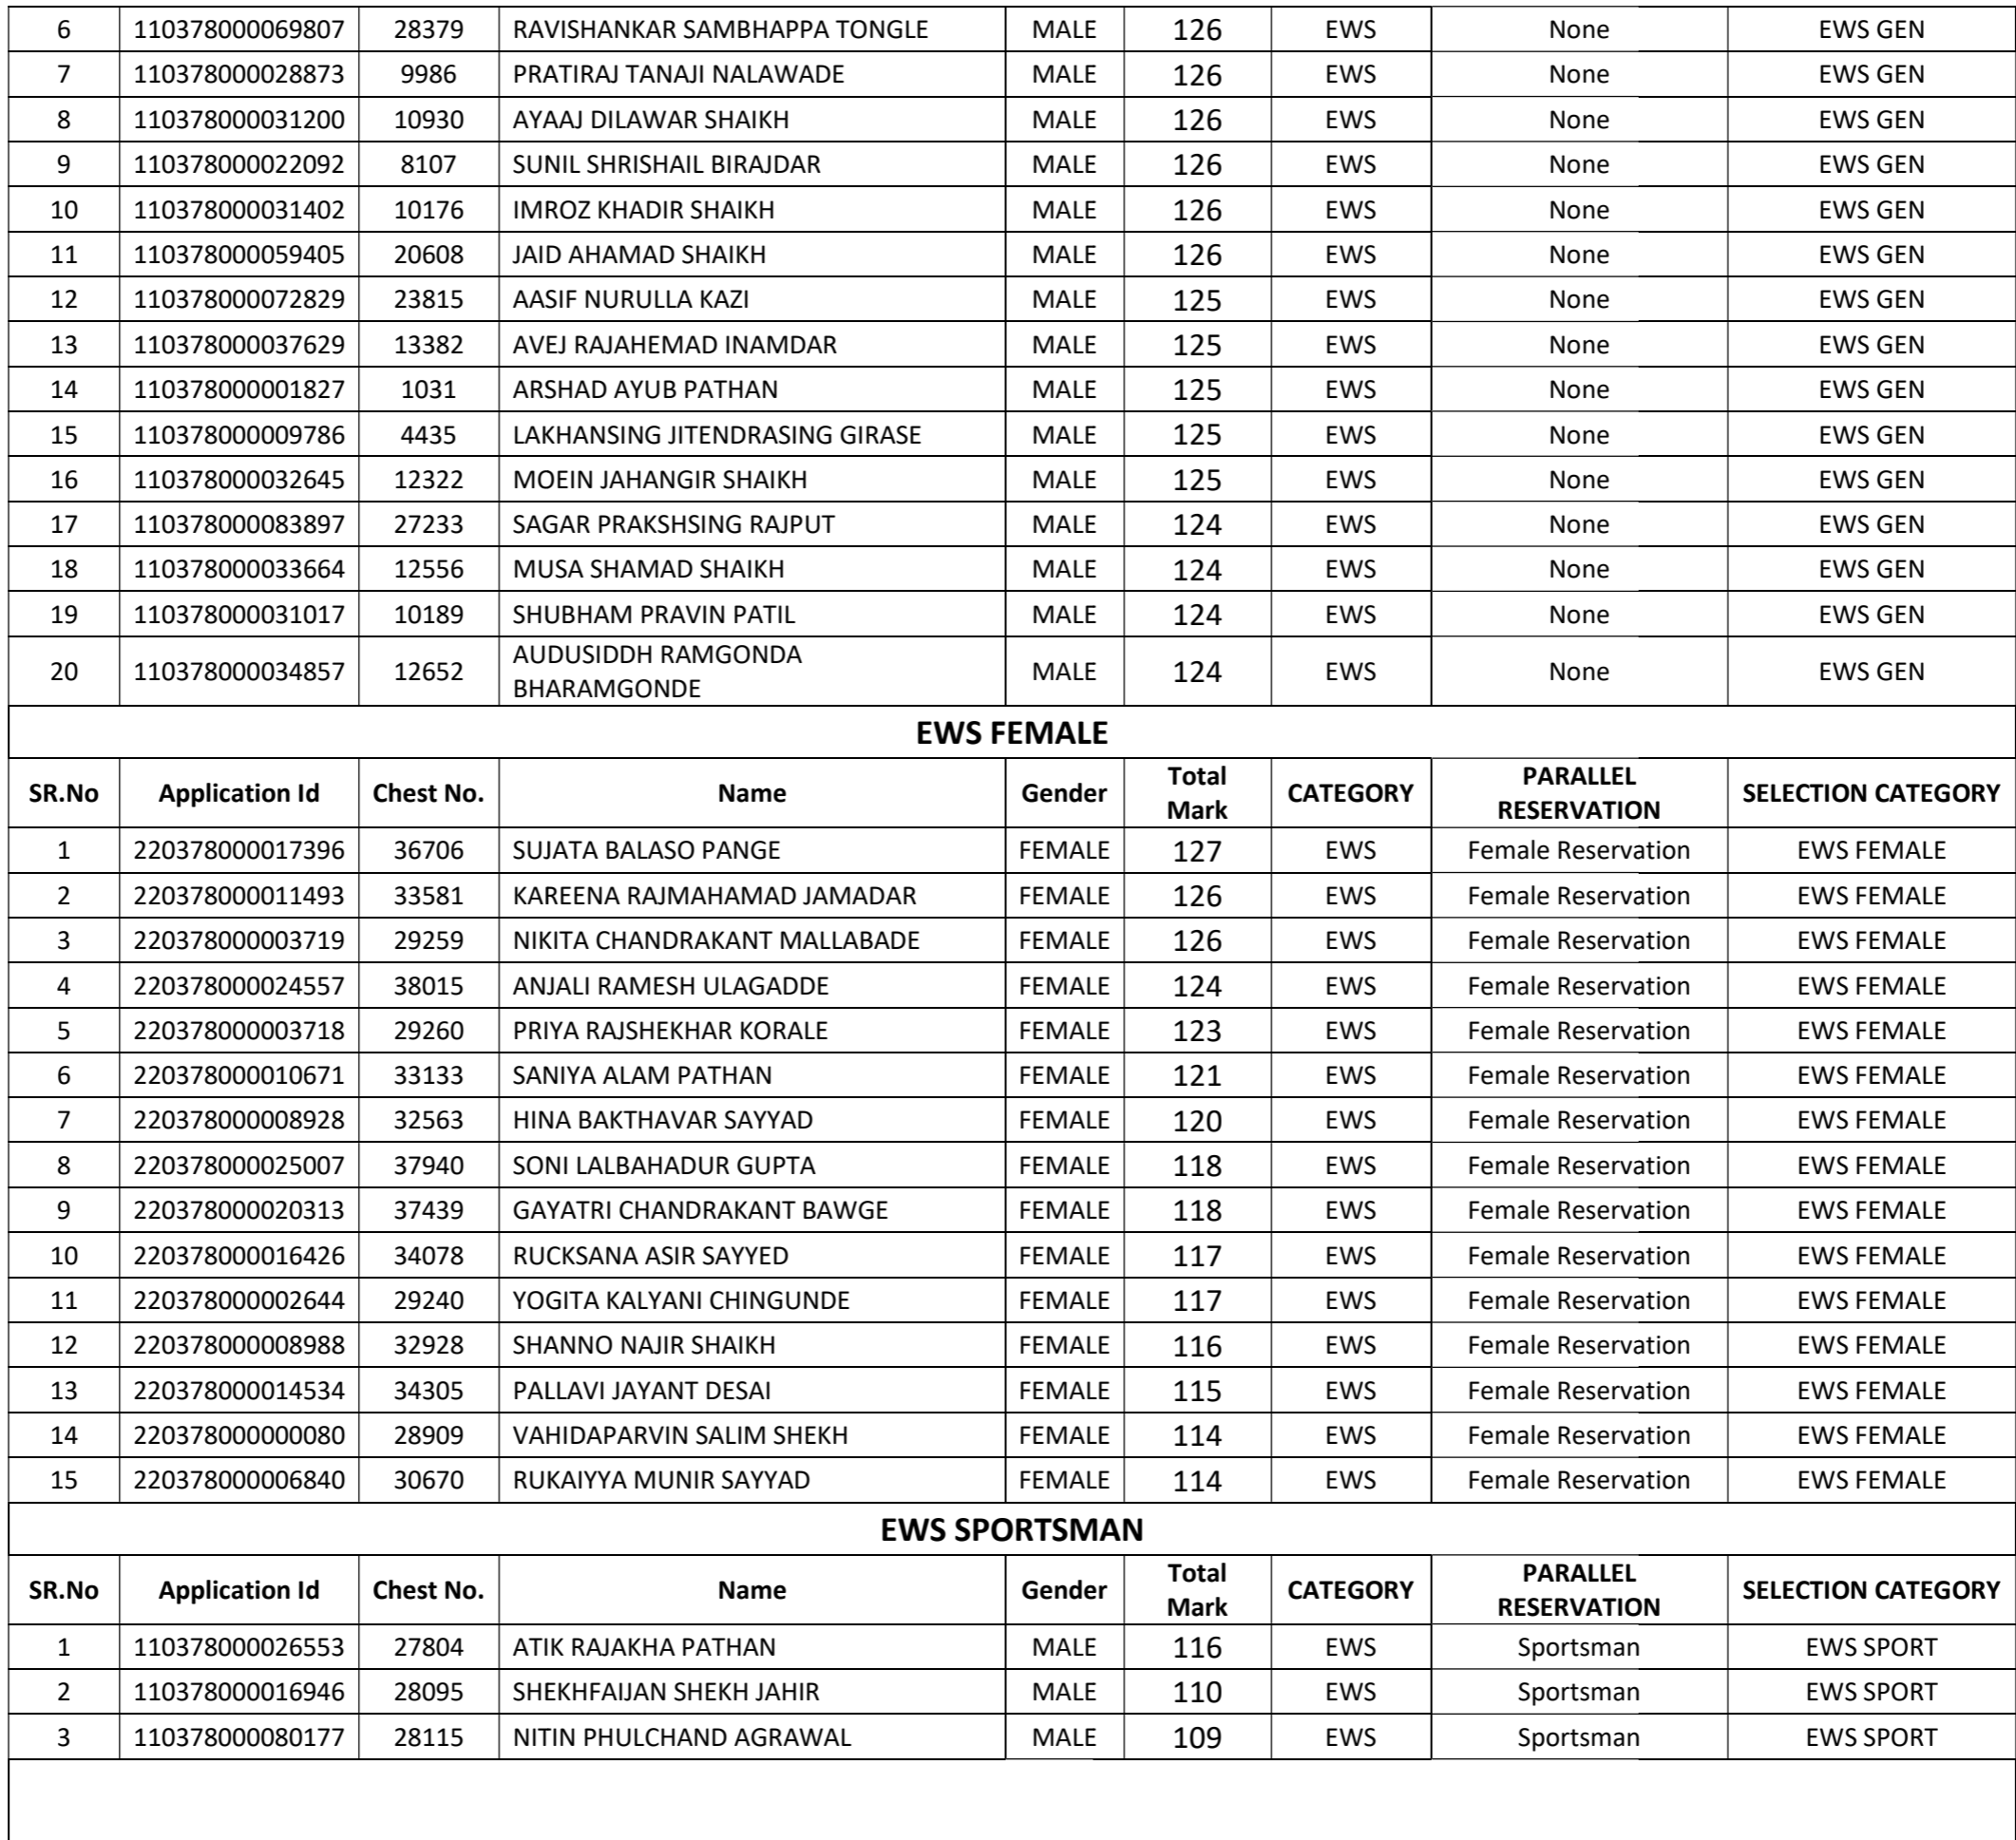 6 110378000069807 28379 RAVISHANKAR SAMBHAPPA TONGLE MALE 126 EWS None EWS GEN
7 110378000028873 9986 PRATIRAJ TANAJI NALAWADE MALE 126 EWS None EWS GEN
8 110378000031200 10930 AYAAJ DILAWAR SHAIKH MALE 126 EWS None EWS GEN
9 110378000022092 8107 SUNIL SHRISHAIL BIRAJDAR MALE 126 EWS None EWS GEN
10 110378000031402 10176 IMROZ KHADIR SHAIKH MALE 126 EWS None EWS GEN
11 110378000059405 20608 JAID AHAMAD SHAIKH MALE 126 EWS None EWS GEN
12 110378000072829 23815 AASIF NURULLA KAZI MALE 125 EWS None EWS GEN
13 110378000037629 13382 AVEJ RAJAHEMAD INAMDAR MALE 125 EWS None EWS GEN
14 110378000001827 1031 ARSHAD AYUB PATHAN MALE 125 EWS None EWS GEN
15 110378000009786 4435 LAKHANSING JITENDRASING GIRASE MALE 125 EWS None EWS GEN
16 110378000032645 12322 MOEIN JAHANGIR SHAIKH MALE 125 EWS None EWS GEN
17 110378000083897 27233 SAGAR PRAKSHSING RAJPUT MALE 124 EWS None EWS GEN
18 110378000033664 12556 MUSA SHAMAD SHAIKH MALE 124 EWS None EWS GEN
19 110378000031017 10189 SHUBHAM PRAVIN PATIL MALE 124 EWS None EWS GEN
20 110378000034857 12652 AUDUSIDDH RAMGONDA
BHARAMGONDE MALE 124 EWS None EWS GEN
EWS FEMALE
SR.No Application Id Chest No. Name Gender Total
Mark CATEGORY PARALLEL
RESERVATION SELECTION CATEGORY
1 220378000017396 36706 SUJATA BALASO PANGE FEMALE 127 EWS Female Reservation EWS FEMALE
2 220378000011493 33581 KAREENA RAJMAHAMAD JAMADAR FEMALE 126 EWS Female Reservation EWS FEMALE
3 220378000003719 29259 NIKITA CHANDRAKANT MALLABADE FEMALE 126 EWS Female Reservation EWS FEMALE
4 220378000024557 38015 ANJALI RAMESH ULAGADDE FEMALE 124 EWS Female Reservation EWS FEMALE
5 220378000003718 29260 PRIYA RAJSHEKHAR KORALE FEMALE 123 EWS Female Reservation EWS FEMALE
6 220378000010671 33133 SANIYA ALAM PATHAN FEMALE 121 EWS Female Reservation EWS FEMALE
7 220378000008928 32563 HINA BAKTHAVAR SAYYAD FEMALE 120 EWS Female Reservation EWS FEMALE
8 220378000025007 37940 SONI LALBAHADUR GUPTA FEMALE 118 EWS Female Reservation EWS FEMALE
9 220378000020313 37439 GAYATRI CHANDRAKANT BAWGE FEMALE 118 EWS Female Reservation EWS FEMALE
10 220378000016426 34078 RUCKSANA ASIR SAYYED FEMALE 117 EWS Female Reservation EWS FEMALE
11 220378000002644 29240 YOGITA KALYANI CHINGUNDE FEMALE 117 EWS Female Reservation EWS FEMALE
12 220378000008988 32928 SHANNO NAJIR SHAIKH FEMALE 116 EWS Female Reservation EWS FEMALE
13 220378000014534 34305 PALLAVI JAYANT DESAI FEMALE 115 EWS Female Reservation EWS FEMALE
14 220378000000080 28909 VAHIDAPARVIN SALIM SHEKH FEMALE 114 EWS Female Reservation EWS FEMALE
15 220378000006840 30670 RUKAIYYA MUNIR SAYYAD FEMALE 114 EWS Female Reservation EWS FEMALE
EWS SPORTSMAN
SR.No Application Id Chest No. Name Gender Total
Mark CATEGORY PARALLEL
RESERVATION SELECTION CATEGORY
1 110378000026553 27804 ATIK RAJAKHA PATHAN MALE 116 EWS Sportsman EWS SPORT
2 110378000016946 28095 SHEKHFAIJAN SHEKH JAHIR MALE 110 EWS Sportsman EWS SPORT
3 110378000080177 28115 NITIN PHULCHAND AGRAWAL MALE 109 EWS Sportsman EWS SPORT